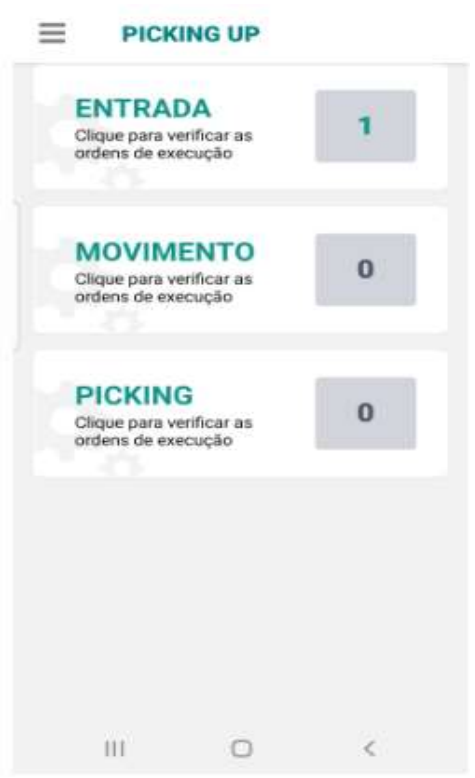 PICKING UP
ENTRADA
Clique para verificar as
ordens de execução
1
MOVIMENTO
Clique para verificar as
ordens de execução
0
PICKING
Clique para verificar as
ordens de execução
0